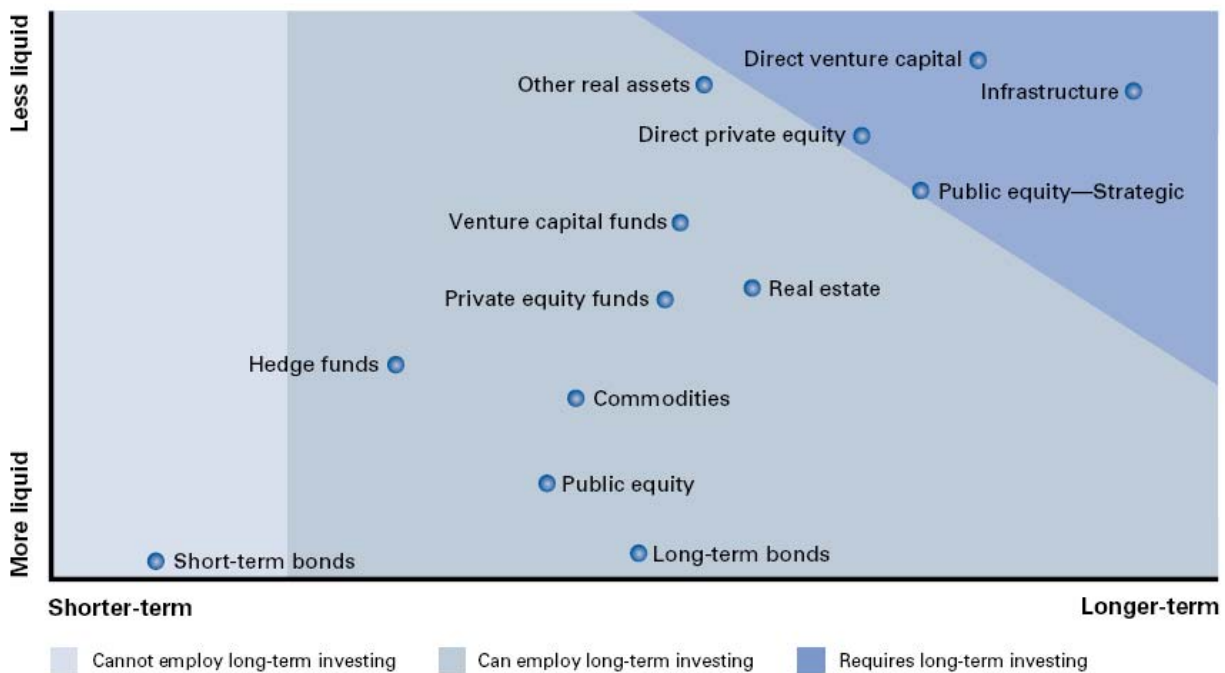 Less liquid
Direct venture capital
Other real assets
Infrastructure
Direct private equity
Public equity—Strategic
Venture capital funds
Real estate
Private equity funds
Hedge funds
Commodities
Public equity
More liquid
Long-term bonds
Short-term bonds
Shorter-term
Longer-term
Cannot employ long-term investing
Can employ long-term investing
Requires long-term investing